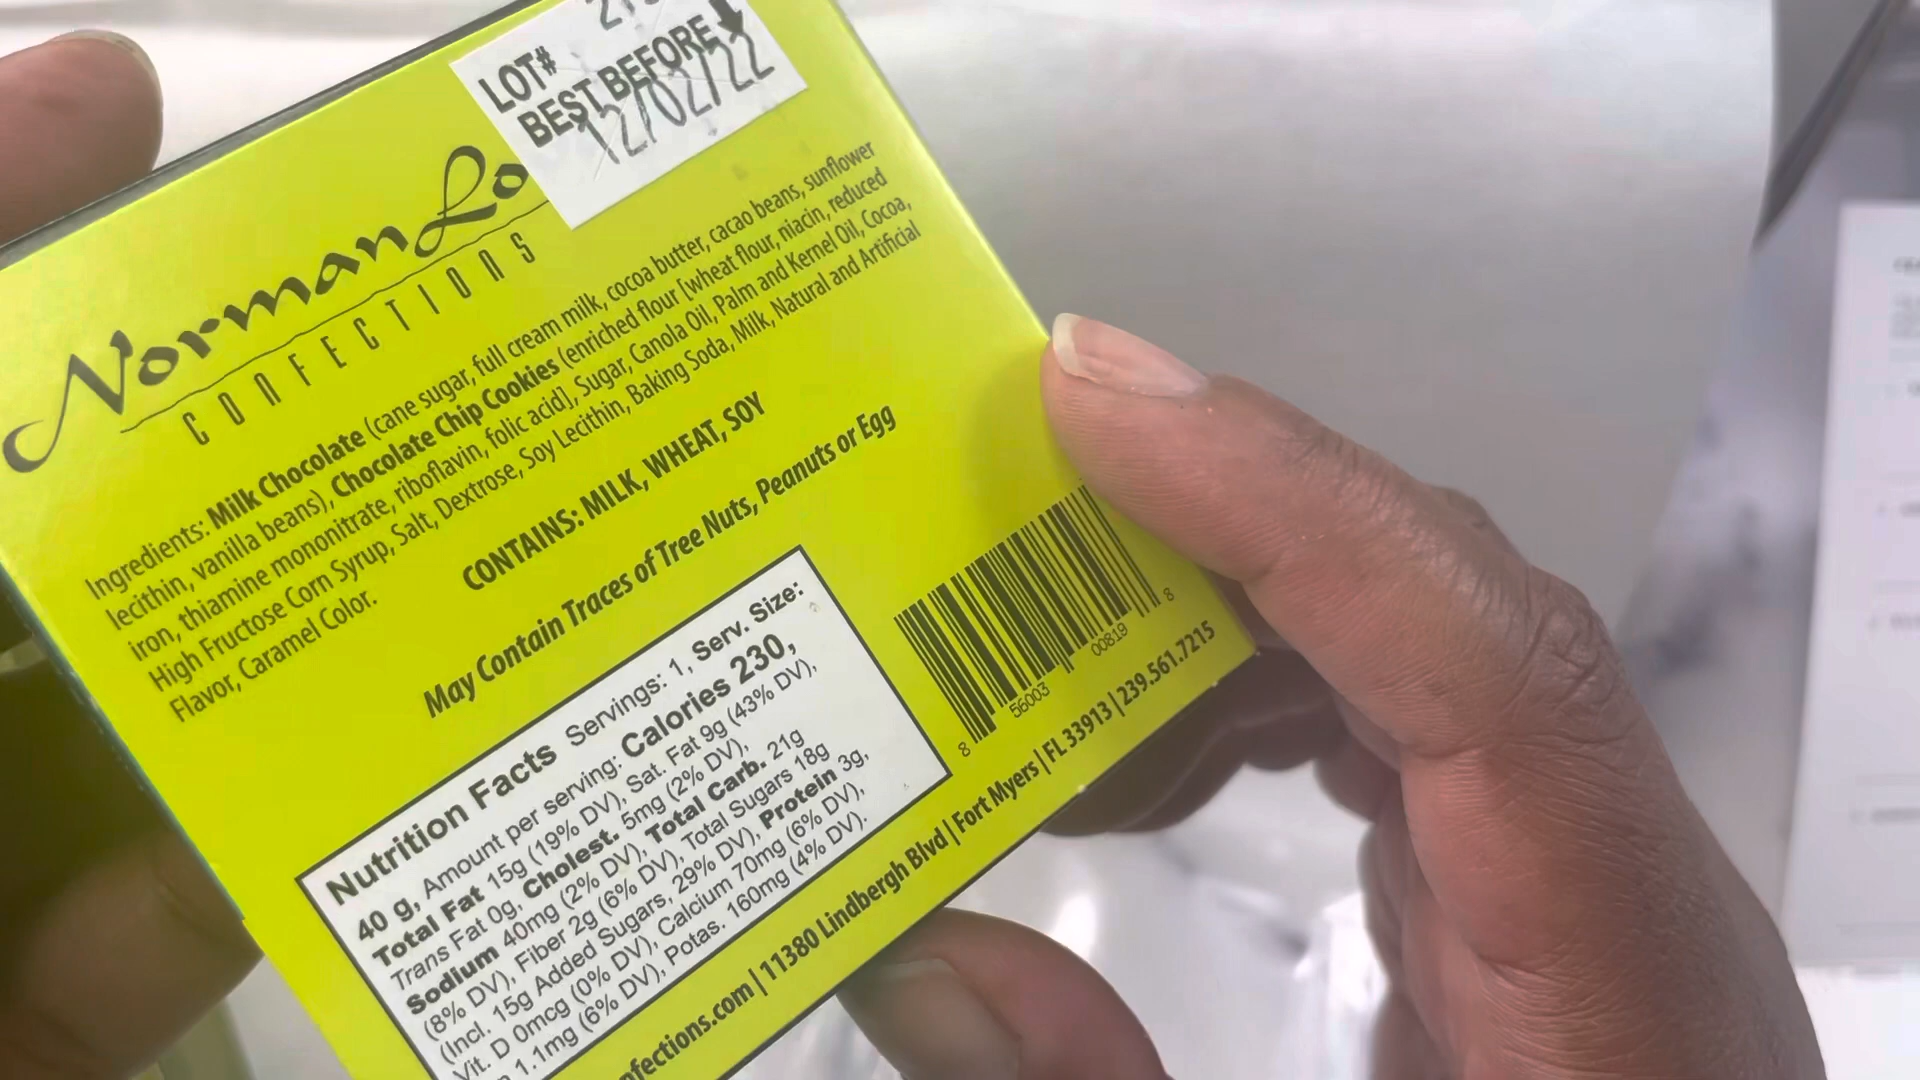 LOT#
BEST BEFORE
12/02/22
Norman
CONFECTIONS
Ingredients: Milk Chocolate (cane sugar, full cream milk, cocoa butter, cacao beans, sunflower
lecithin, vanilla beans), Chocolate Chip Cookies (enriched flour [wheat flour, niacin, reduced
iron, thiamine mononitrate, riboflavin, folic acid], Sugar, Canola Oil, Palm and Kernel Oil, Cocoa,
High Fructose Corn Syrup, Salt, Dextrose, Soy Lecithin, Baking Soda, Milk, Natural and Artificial
Flavor, Caramel Color.
CONTAINS: MILK, WHEAT, SOY
May Contain Traces of Tree Nuts, Peanuts or Egg
Nutrition Facts Servings: 1, Serv. Size:
40 g, Amount per serving: Calories 230,
Total Fat 15g (19% DV), Sat. Fat 9g (43% DV),
Trans Fat 0g, Cholest. 5mg (2% DV),
Sodium 40mg (2% DV), Total Carb. 21g
(8% DV), Fiber 2g (6% DV), Total Sugars 18g
(Incl. 15g Added Sugars, 29% DV), Protein 3g,
Vit. D 0mcg (0% DV), Calcium 70mg (6% DV),
1.1mg (6% DV), Potas. 160mg (4% DV).
8 56003 00819 8
nfections.com | 11380 Lindbergh Blvd | Fort Myers | FL 33913 | 239.561.7215